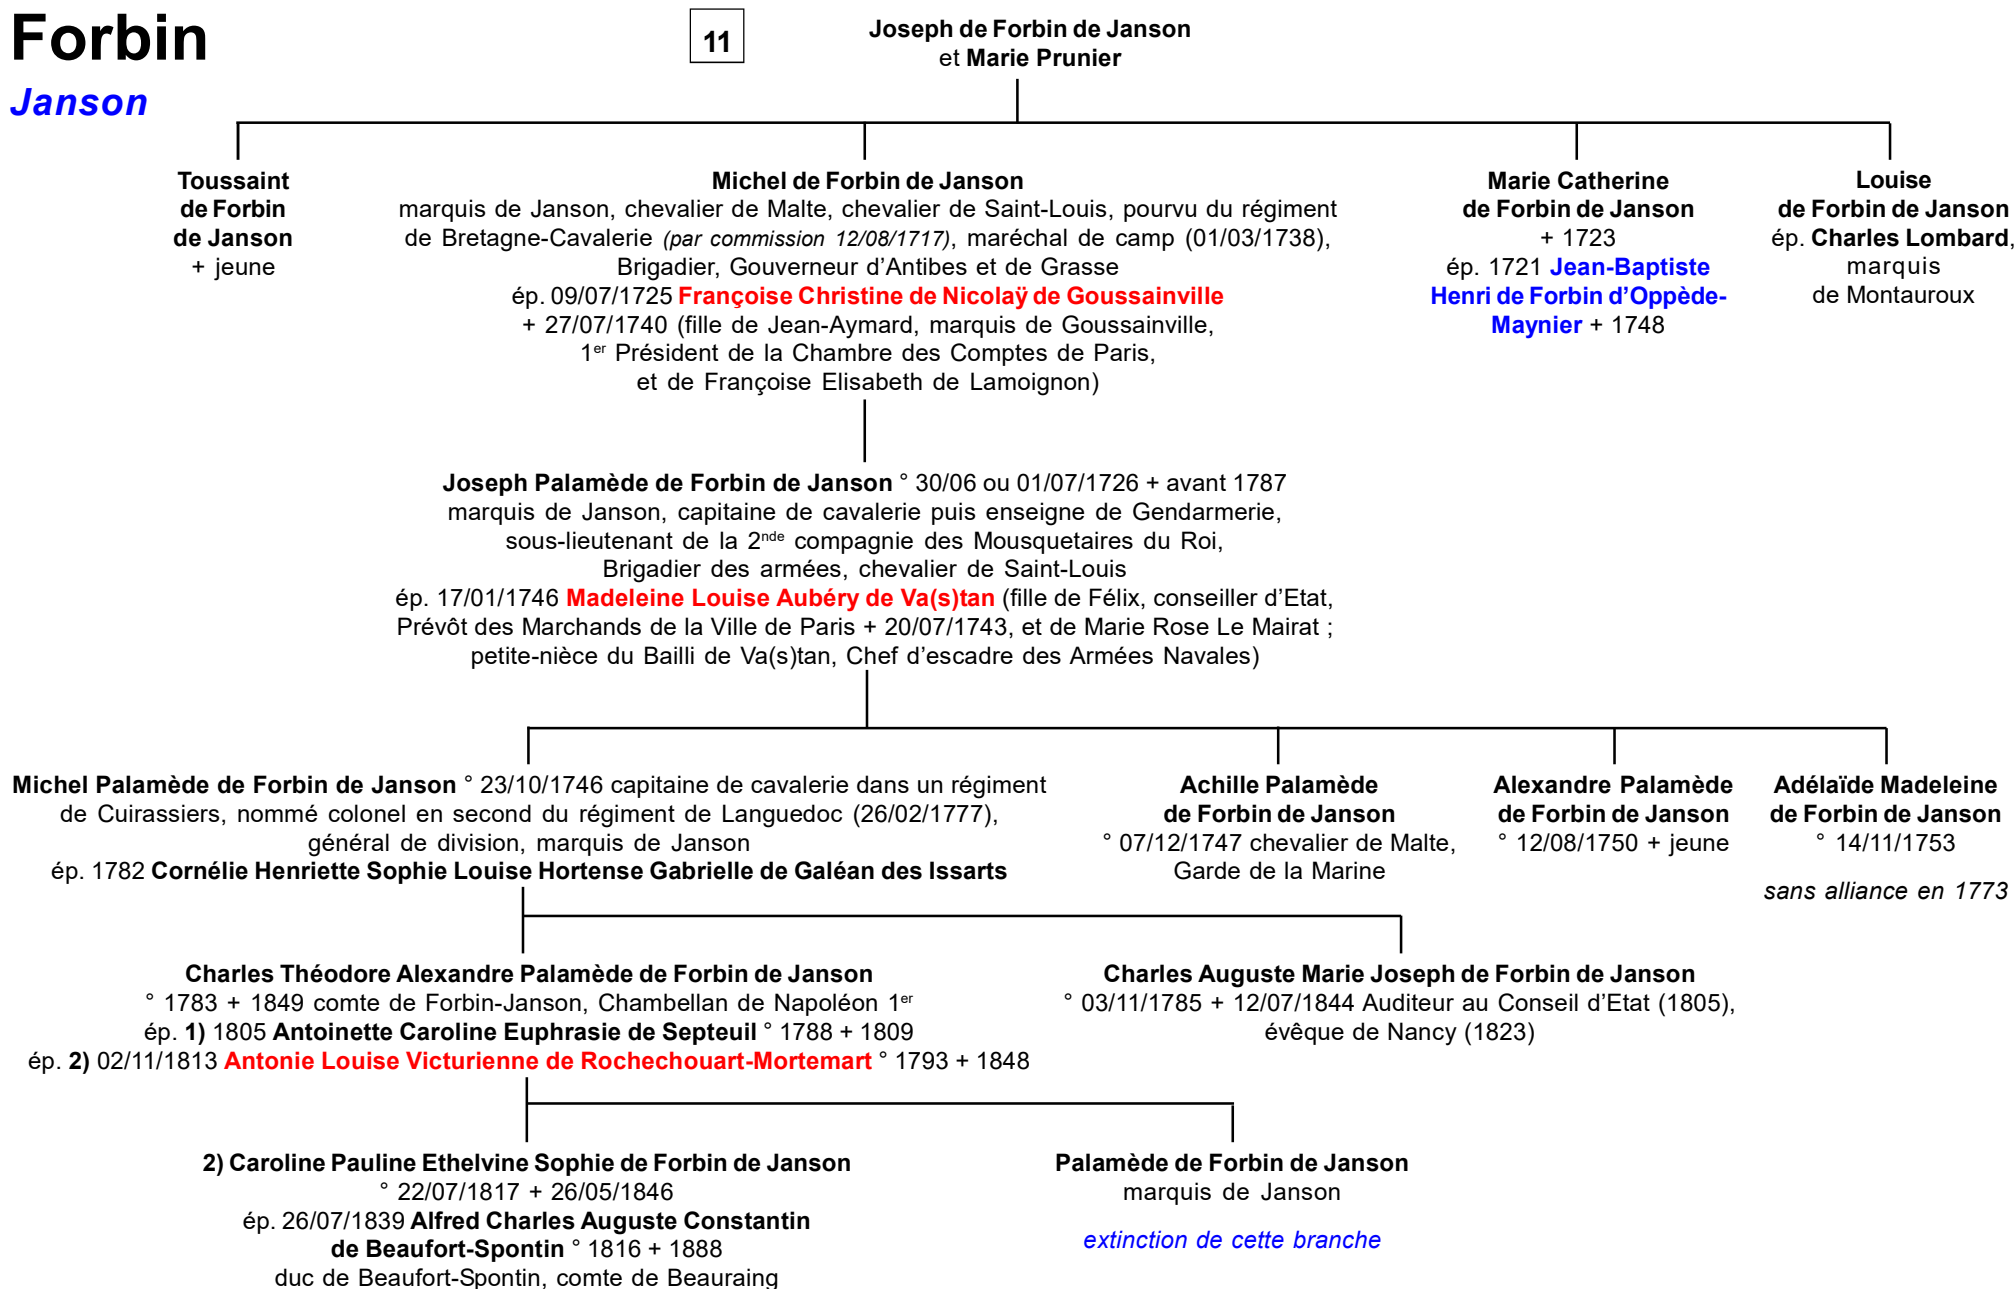 Forbin
Janson
11
Joseph de Forbin de Janson
et Marie Prunier
Toussaint
de Forbin
de Janson
+ jeune
Michel de Forbin de Janson
marquis de Janson, chevalier de Malte, chevalier de Saint-Louis, pourvu du régiment
de Bretagne-Cavalerie (par commission 12/08/1717), maréchal de camp (01/03/1738),
Brigadier, Gouverneur d'Antibes et de Grasse
ép. 09/07/1725 Françoise Christine de Nicolaÿ de Goussainville
+ 27/07/1740 (fille de Jean-Aymard, marquis de Goussainville,
1er Président de la Chambre des Comptes de Paris,
et de Françoise Elisabeth de Lamoignon)
Marie Catherine
de Forbin de Janson
+ 1723
ép. 1721 Jean-Baptiste
Henri de Forbin d'Oppède-
Maynier + 1748
Louise
de Forbin de Janson
ép. Charles Lombard,
marquis
de Montauroux
Joseph Palamède de Forbin de Janson ° 30/06 ou 01/07/1726 + avant 1787
marquis de Janson, capitaine de cavalerie puis enseigne de Gendarmerie,
sous-lieutenant de la 2nde compagnie des Mousquetaires du Roi,
Brigadier des armées, chevalier de Saint-Louis
ép. 17/01/1746 Madeleine Louise Aubéry de Va(s)tan (fille de Félix, conseiller d'Etat,
Prévôt des Marchands de la Ville de Paris + 20/07/1743, et de Marie Rose Le Mairat ;
petite-nièce du Bailli de Va(s)tan, Chef d'escadre des Armées Navales)
Michel Palamède de Forbin de Janson ° 23/10/1746 capitaine de cavalerie dans un régiment
de Cuirassiers, nommé colonel en second du régiment de Languedoc (26/02/1777),
général de division, marquis de Janson
ép. 1782 Cornélie Henriette Sophie Louise Hortense Gabrielle de Galéan des Issarts
Achille Palamède
de Forbin de Janson
° 07/12/1747 chevalier de Malte,
Garde de la Marine
Alexandre Palamède
de Forbin de Janson
° 12/08/1750 + jeune
Adélaïde Madeleine
de Forbin de Janson
° 14/11/1753
sans alliance en 1773
Charles Théodore Alexandre Palamède de Forbin de Janson
° 1783 + 1849 comte de Forbin-Janson, Chambellan de Napoléon 1er
ép. 1) 1805 Antoinette Caroline Euphrasie de Septeuil ° 1788 + 1809
ép. 2) 02/11/1813 Antonie Louise Victurienne de Rochechouart-Mortemart ° 1793 + 1848
Charles Auguste Marie Joseph de Forbin de Janson
° 03/11/1785 + 12/07/1844 Auditeur au Conseil d'Etat (1805),
évêque de Nancy (1823)
2) Caroline Pauline Ethelvine Sophie de Forbin de Janson
° 22/07/1817 + 26/05/1846
ép. 26/07/1839 Alfred Charles Auguste Constantin
de Beaufort-Spontin ° 1816 + 1888
duc de Beaufort-Spontin, comte de Beauraing
Palamède de Forbin de Janson
marquis de Janson
extinction de cette branche